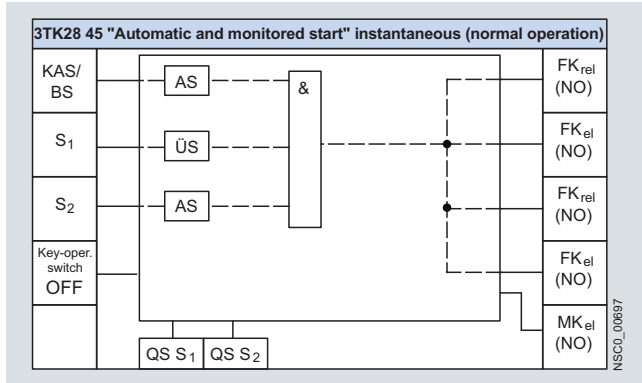 3TK28 45 "Automatic and monitored start" instantaneous (normal operation)
KAS/
BS
AS
&
FKrel
(NO)
S1
ÜS
FKel
(NO)
S2
AS
FKrel
(NO)
Key-oper.
switch
OFF
FKel
(NO)
MKel
(NO)
QS S1
QS S2
NSC0_00697